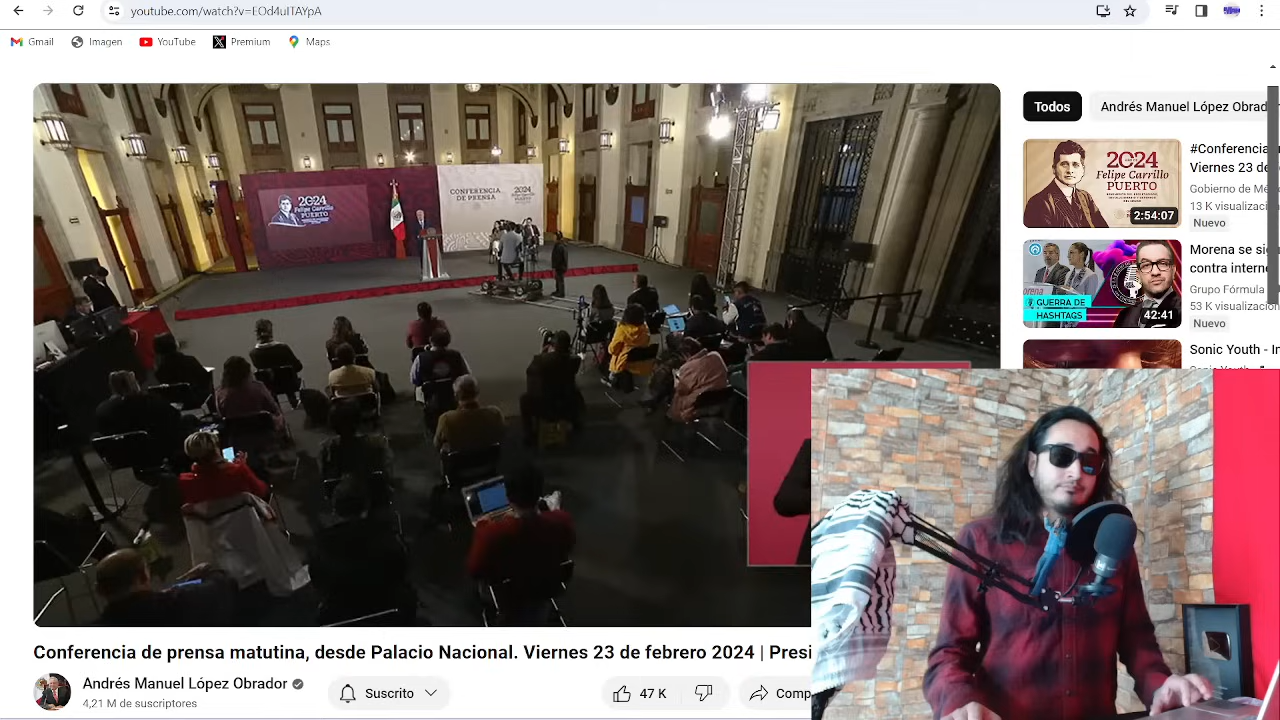 youtube.com/watch?v=EOd4uITAYpA
Gmail
Imagen
YouTube
Premium
Maps
2024
Felipe Carrillo
PUERTO
CONFERENCIA
DE PRENSA
2024
Todos
Andrés Manuel López Obrad
2024
Felipe Carrillo
PUERTO
2:54:07
#Conferencia
Viernes 23 de
Gobierno de Mé
13 K visualizaci
Nuevo
GUERRA DE
HASHTAGS
42:41
Morena se si
contra interne
Grupo Fórmula
53 K visualizacio
Nuevo
Sonic Youth - In
Conferencia de prensa matutina, desde Palacio Nacional. Viernes 23 de febrero 2024 | Presi
Andrés Manuel López Obrador
4,21 M de suscriptores
Suscrito
47 K
Comp